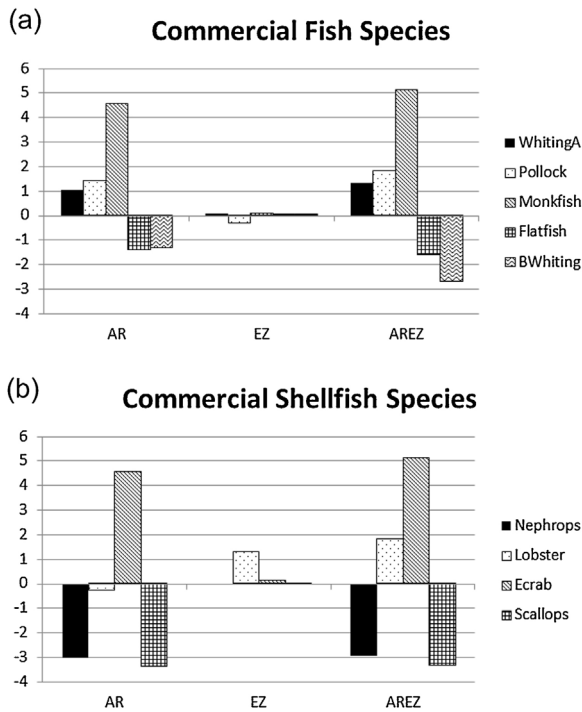 (a)
Commercial Fish Species
6
5
4
3
2
1
0
-1
-2
-3
-4
AR
EZ
AREZ
WhitingA
Pollock
Monkfish
Flatfish
BWhiting
(b)
Commercial Shellfish Species
6
5
4
3
2
1
0
-1
-2
-3
-4
AR
EZ
AREZ
Nephrops
Lobster
Ecrab
Scallops